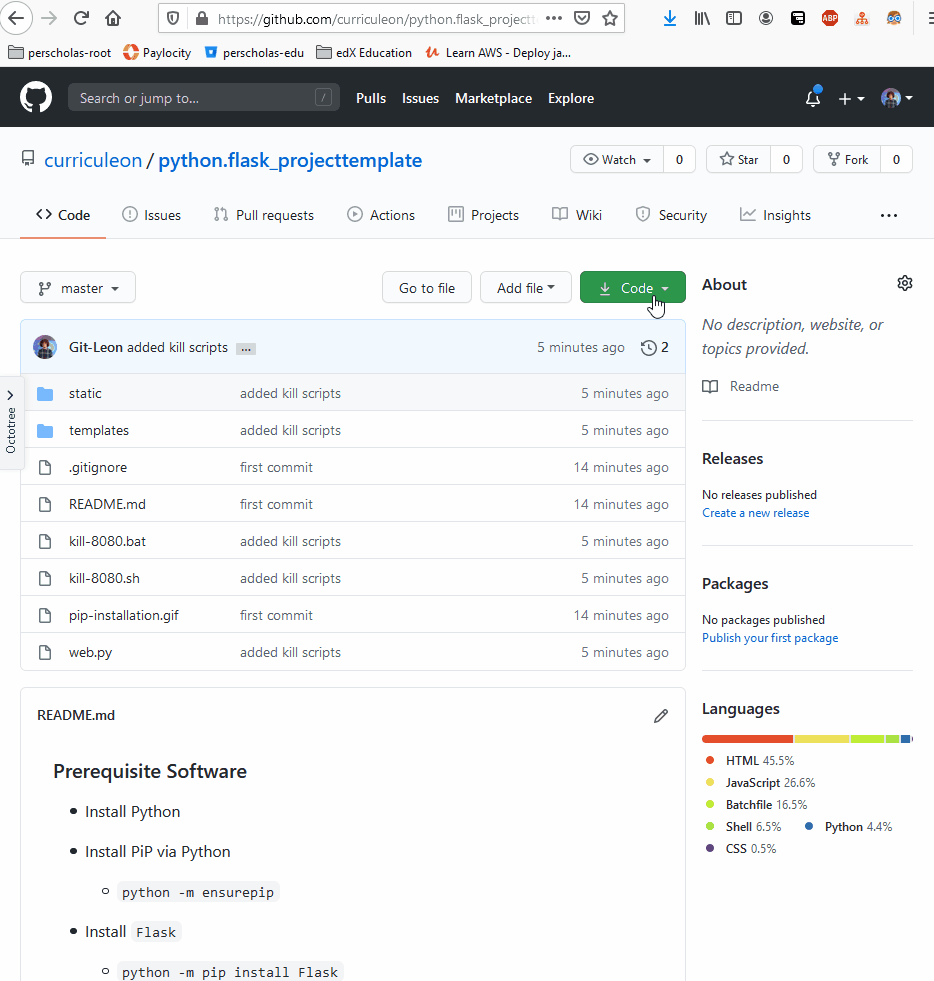 https://github.com/curriculeon/python.flask_projectt
ABP
perscholas-root Paylocity perscholas-edu edX Education Learn AWS - Deploy ja...
Search or jump to... / Pulls Issues Marketplace Explore
curriculeon / python.flask_projecttemplate Watch 0 Star 0 Fork 0
Code Issues Pull requests Actions Projects Wiki Security Insights ...
master Go to file Add file Code
Git-Leon added kill scripts ... 5 minutes ago 2
static added kill scripts 5 minutes ago
templates added kill scripts 5 minutes ago
.gitignore first commit 14 minutes ago
README.md first commit 14 minutes ago
kill-8080.bat added kill scripts 5 minutes ago
kill-8080.sh added kill scripts 5 minutes ago
pip-installation.gif first commit 14 minutes ago
web.py added kill scripts 5 minutes ago
Octotree
README.md
Prerequisite Software
• Install Python
• Install PiP via Python
○ python -m ensurepip
• Install Flask
○ python -m pip install Flask
About
No description, website, or
topics provided.
Readme
Releases
No releases published
Create a new release
Packages
No packages published
Publish your first package
Languages
HTML 45.5%
JavaScript 26.6%
Batchfile 16.5%
Shell 6.5% Python 4.4%
CSS 0.5%